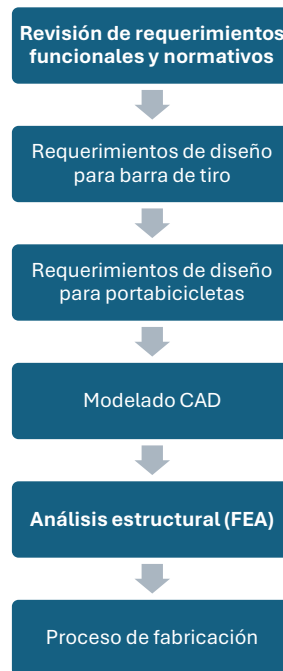 Revisión de requerimientos
funcionales y normativos
Requerimientos de diseño
para barra de tiro
Requerimientos de diseño
para portabicicletas
Modelado CAD
Análisis estructural (FEA)
Proceso de fabricación